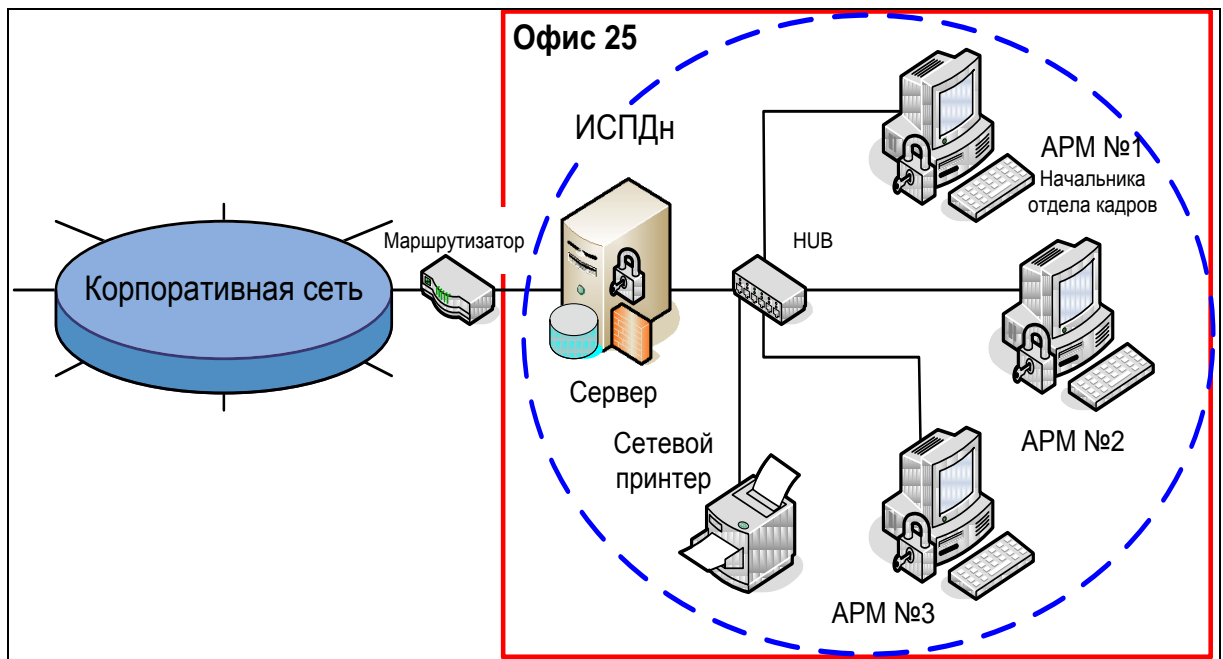 Офис 25
ИСПДн
АРМ №1
Начальника
отдела кадров
Маршрутизатор
HUB
Корпоративная сеть
Сервер
АРМ №2
Сетевой
принтер
АРМ №3